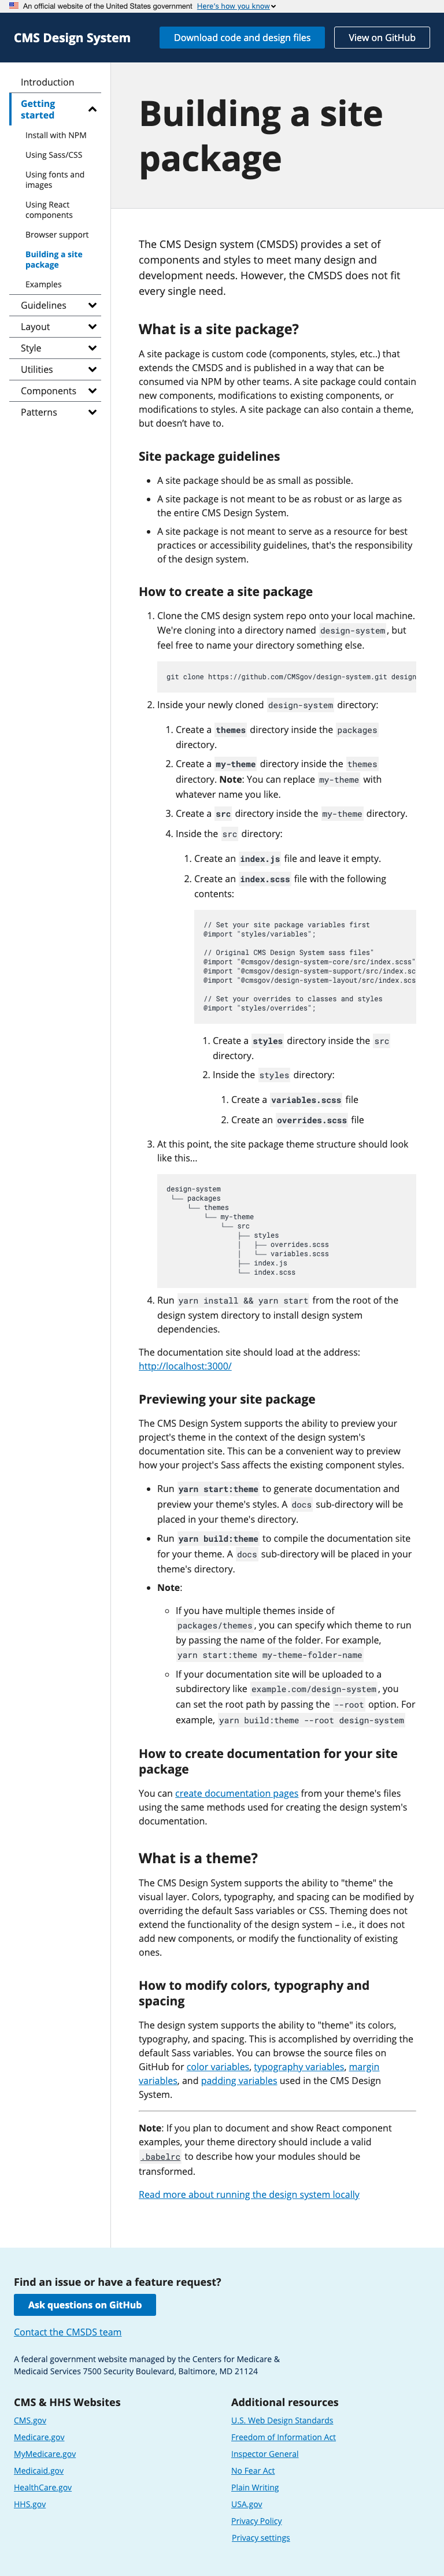 An official website of the United States government Here's how you know
CMS Design System
Download code and design files
View on GitHub
Introduction
Getting
started
Install with NPM
Using Sass/CSS
Using fonts and
images
Using React
components
Browser support
Building a site
package
Examples
Guidelines
Layout
Style
Utilities
Components
Patterns
Building a site
package
The CMS Design system (CMSDS) provides a set of
components and styles to meet many design and
development needs. However, the CMSDS does not fit
every single need.
What is a site package?
A site package is custom code (components, styles, etc..) that
extends the CMSDS and is published in a way that can be
consumed via NPM by other teams. A site package could contain
new components, modifications to existing components, or
modifications to styles. A site package can also contain a theme,
but doesn't have to.
Site package guidelines
• A site package should be as small as possible.
• A site package is not meant to be as robust or as large as
the entire CMS Design System.
• A site package is not meant to serve as a resource for best
practices or accessibility guidelines, that's the responsibility
of the design system.
How to create a site package
1. Clone the CMS design system repo onto your local machine.
We're cloning into a directory named design-system, but
feel free to name your directory something else.
git clone https://github.com/CMSgov/design-system.git design
2. Inside your newly cloned design-system directory:
1. Create a themes directory inside the packages
directory.
2. Create a my-theme directory inside the themes
directory. Note: You can replace my-theme with
whatever name you like.
3. Create a src directory inside the my-theme directory.
4. Inside the src directory:
1. Create an index.js file and leave it empty.
2. Create an index.scss file with the following
contents:
// Set your site package variables first
@import "styles/variables";
// Original CMS Design System sass files"
@import "@cmsgov/design-system-core/src/index.scss"
@import "@cmsgov/design-system-support/src/index.sc
@import "@cmsgov/design-system-layout/src/index.scs
// Set your overrides to classes and styles
@import "styles/overrides";
1. Create a styles directory inside the src
directory.
2. Inside the styles directory:
1. Create a variables.scss file
2. Create an overrides.scss file
3. At this point, the site package theme structure should look
like this...
design-system
└── packages
└── themes
└── my-theme
└── src
├── styles
│ ├── overrides.scss
│ └── variables.scss
├── index.js
└── index.scss
4. Run yarn install && yarn start from the root of the
design system directory to install design system
dependencies.
The documentation site should load at the address:
http://localhost:3000/
Previewing your site package
The CMS Design System supports the ability to preview your
project's theme in the context of the design system's
documentation site. This can be a convenient way to preview
how your project's Sass affects the existing component styles.
• Run yarn start:theme to generate documentation and
preview your theme's styles. A docs sub-directory will be
placed in your theme's directory.
• Run yarn build:theme to compile the documentation site
for your theme. A docs sub-directory will be placed in your
theme's directory.
• Note:
◦ If you have multiple themes inside of
packages/themes, you can specify which theme to run
by passing the name of the folder. For example,
yarn start:theme my-theme-folder-name
◦ If your documentation site will be uploaded to a
subdirectory like example.com/design-system, you
can set the root path by passing the --root option. For
example, yarn build:theme --root design-system
How to create documentation for your site
package
You can create documentation pages from your theme's files
using the same methods used for creating the design system's
documentation.
What is a theme?
The CMS Design System supports the ability to "theme" the
visual layer. Colors, typography, and spacing can be modified by
overriding the default Sass variables or CSS. Theming does not
extend the functionality of the design system – i.e., it does not
add new components, or modify the functionality of existing
ones.
How to modify colors, typography and
spacing
The design system supports the ability to "theme" its colors,
typography, and spacing. This is accomplished by overriding the
default Sass variables. You can browse the source files on
GitHub for color variables, typography variables, margin
variables, and padding variables used in the CMS Design
System.
Note: If you plan to document and show React component
examples, your theme directory should include a valid
.babelrc to describe how your modules should be
transformed.
Read more about running the design system locally
Find an issue or have a feature request?
Ask questions on GitHub
Contact the CMSDS team
A federal government website managed by the Centers for Medicare &
Medicaid Services 7500 Security Boulevard, Baltimore, MD 21124
CMS & HHS Websites
CMS.gov
Medicare.gov
MyMedicare.gov
Medicaid.gov
HealthCare.gov
HHS.gov
Additional resources
U.S. Web Design Standards
Freedom of Information Act
Inspector General
No Fear Act
Plain Writing
USA.gov
Privacy Policy
Privacy settings